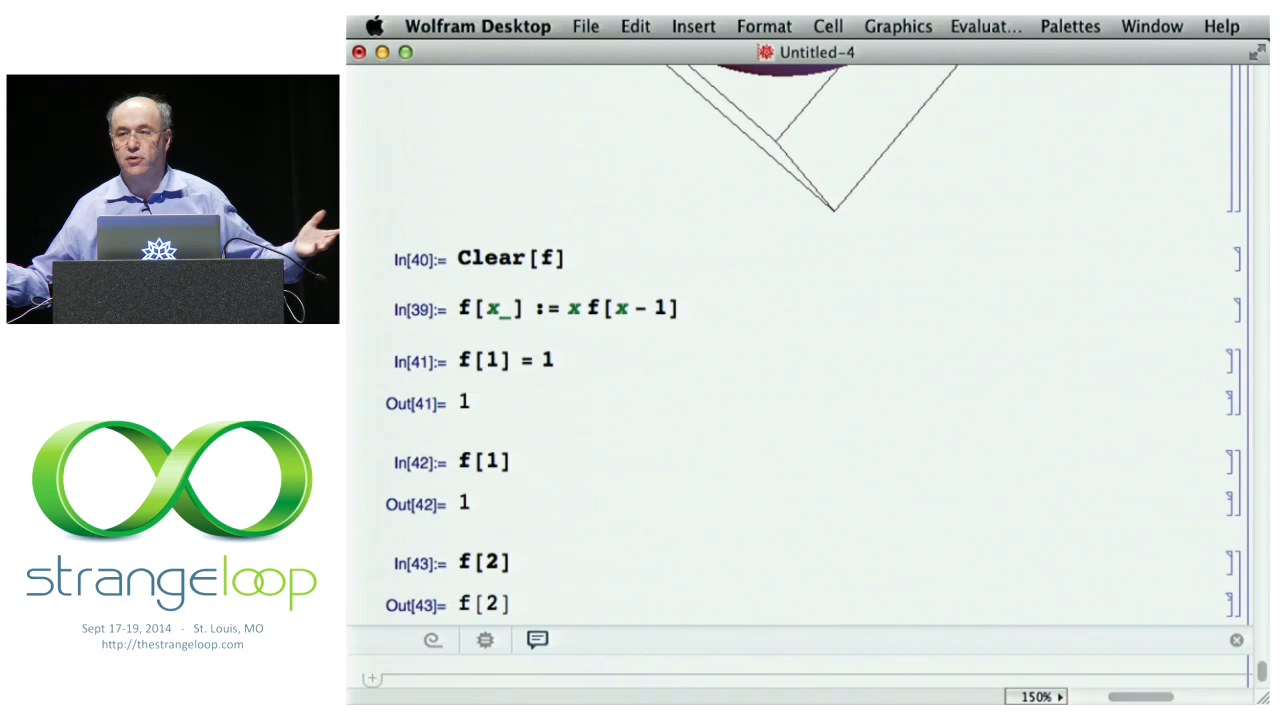 Wolfram Desktop File Edit Insert Format Cell Graphics Evaluat... Palettes Window Help
Untitled-4
In[40]:= Clear[f]
In[39]:= f[x_] := x f[x - 1]
In[41]:= f[1] = 1
Out[41]= 1
In[42]:= f[1]
Out[42]= 1
In[43]:= f[2]
Out[43]= f[2]
150%
strangeloop
Sept 17-19, 2014 - St. Louis, MO
http://thestrangeloop.com